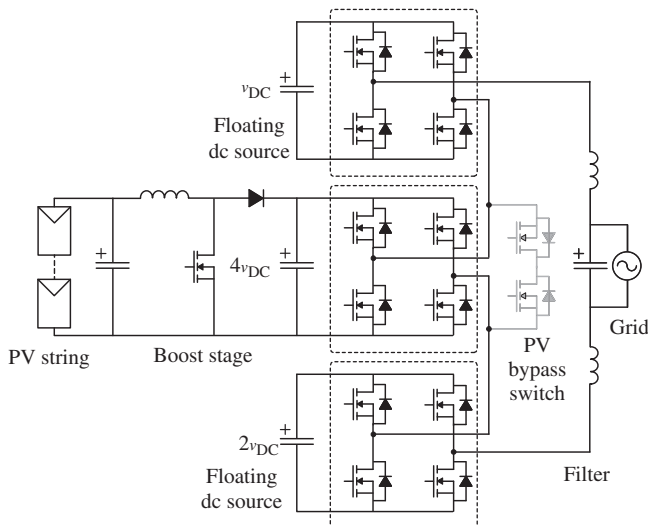 +
vDC
Floating
dc source
+
4vDC
+
PV string
Boost stage
+
2vDC
Floating
dc source
PV
bypass
switch
+
Grid
Filter